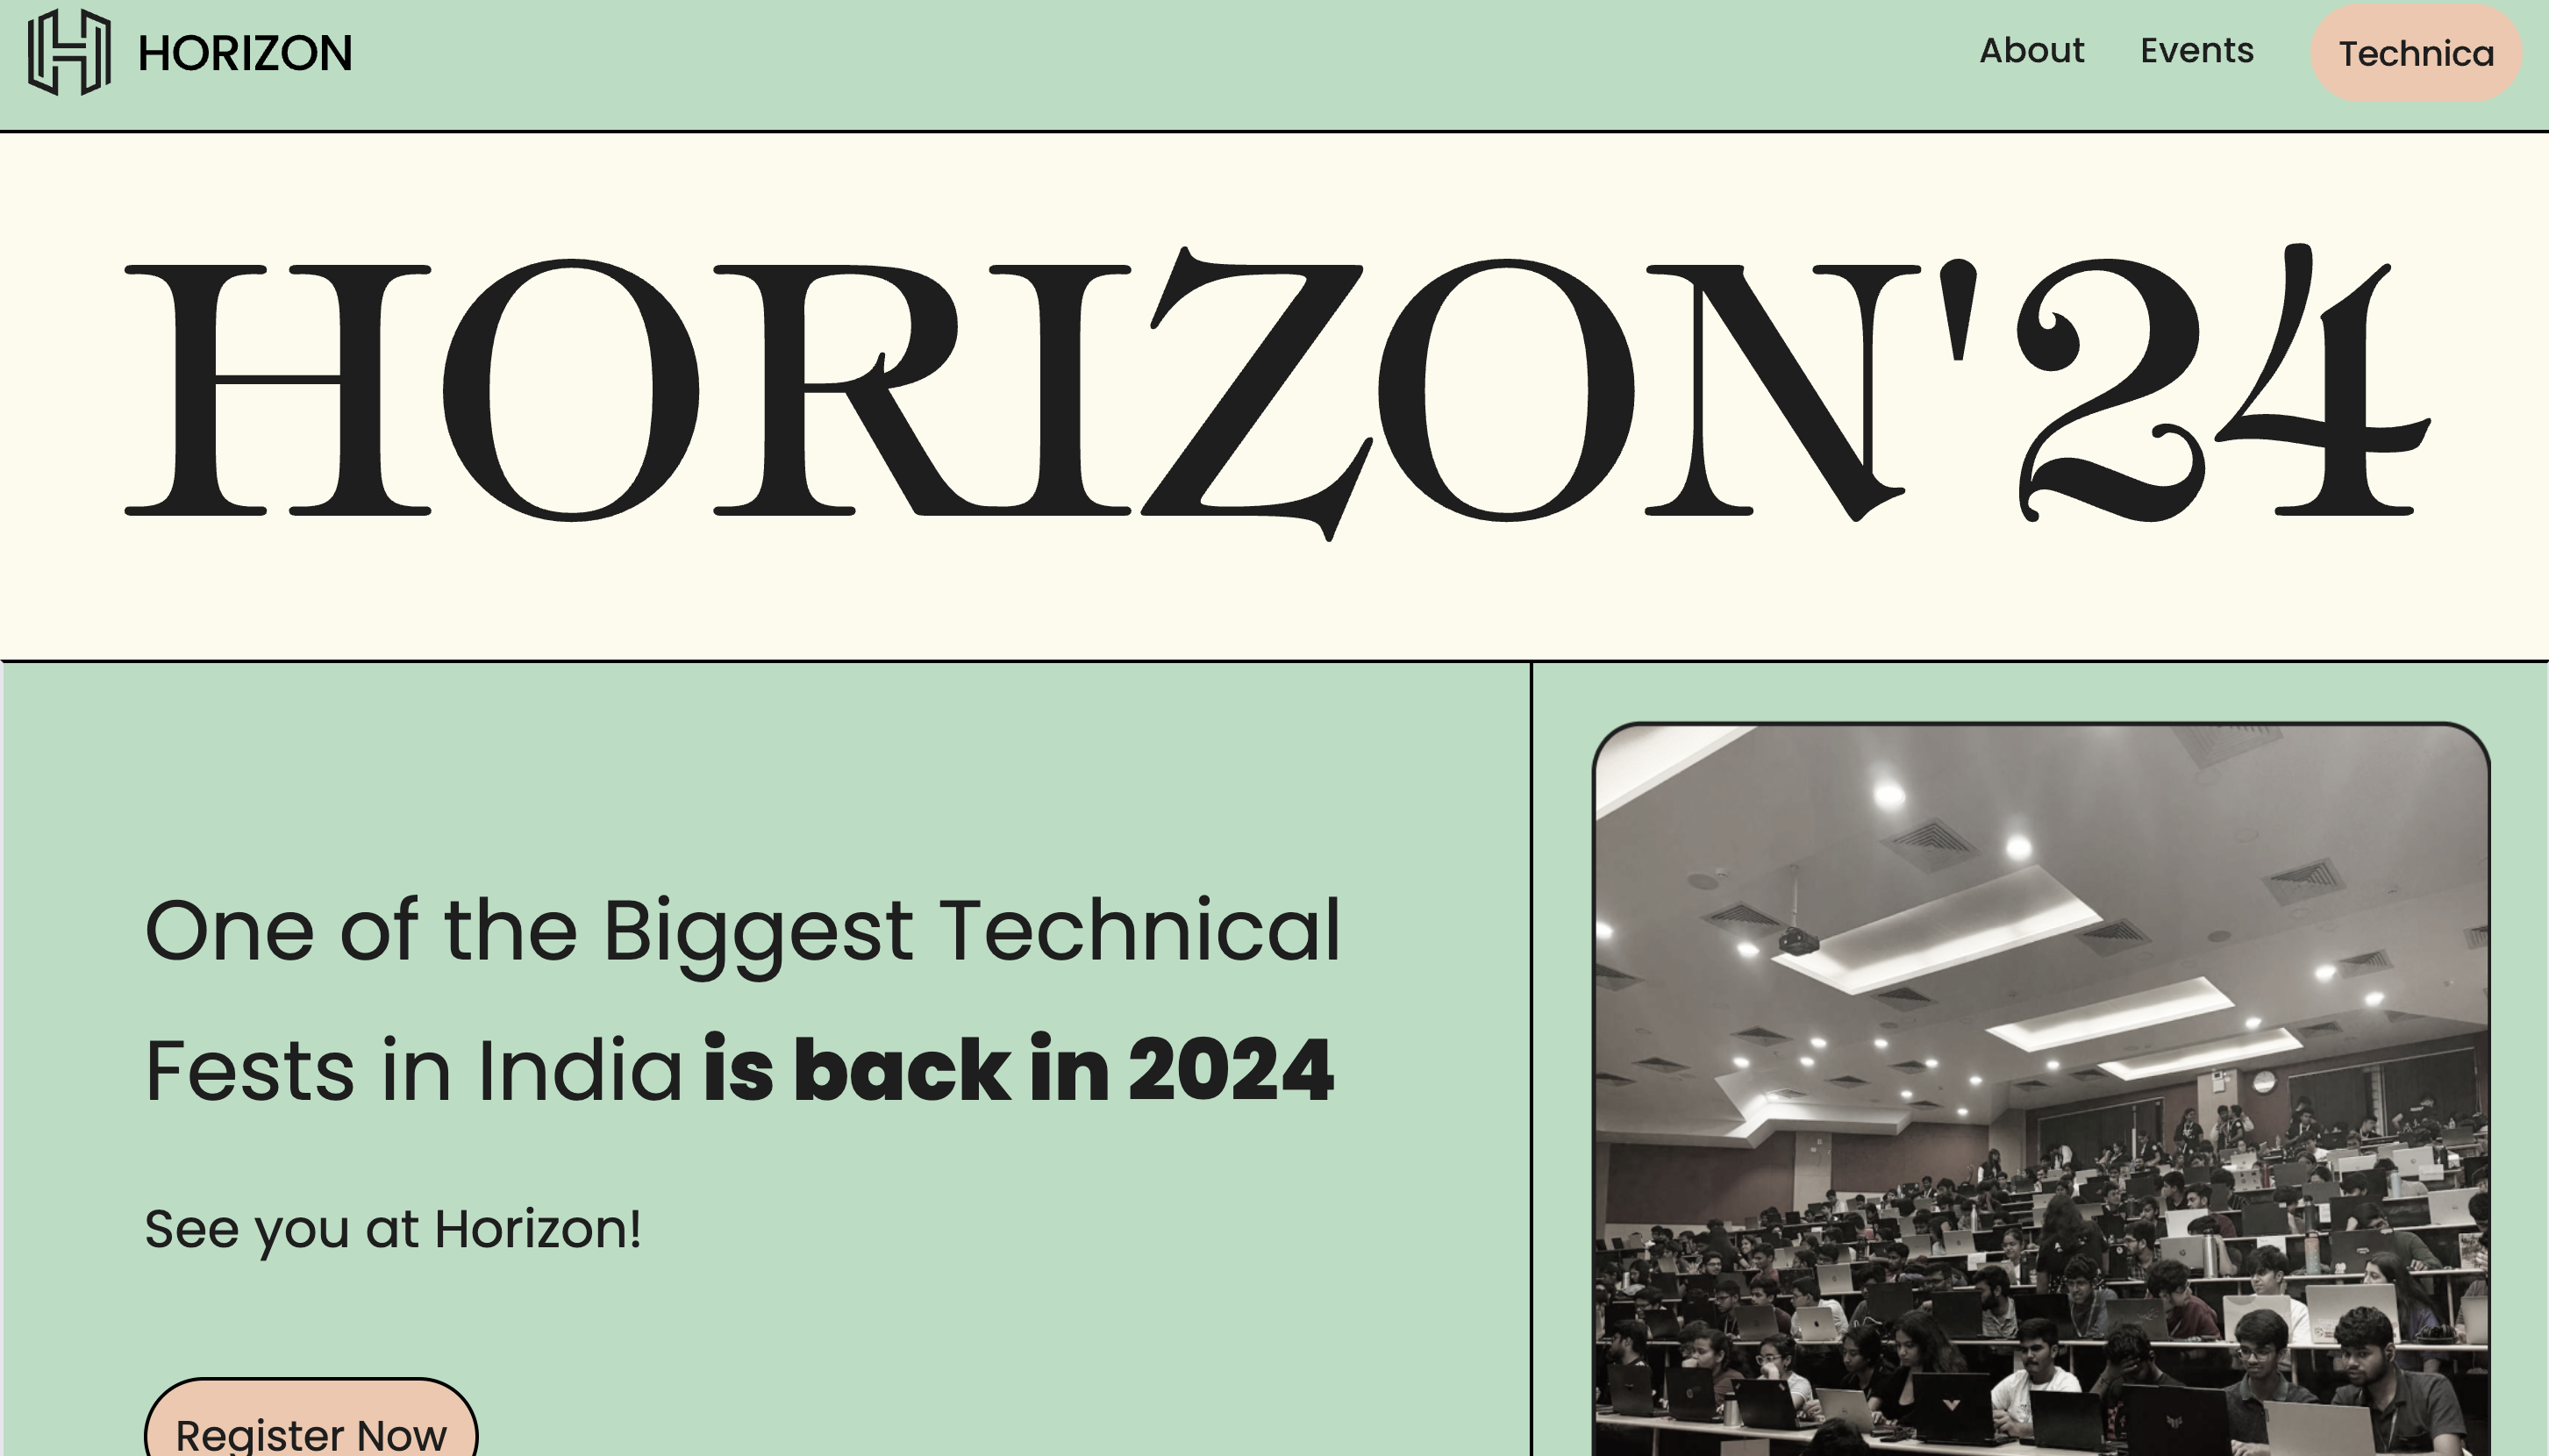 HORIZON
About
Events
Technica
HORIZON'24
One of the Biggest Technical
Fests in India is back in 2024
See you at Horizon!
Register Now